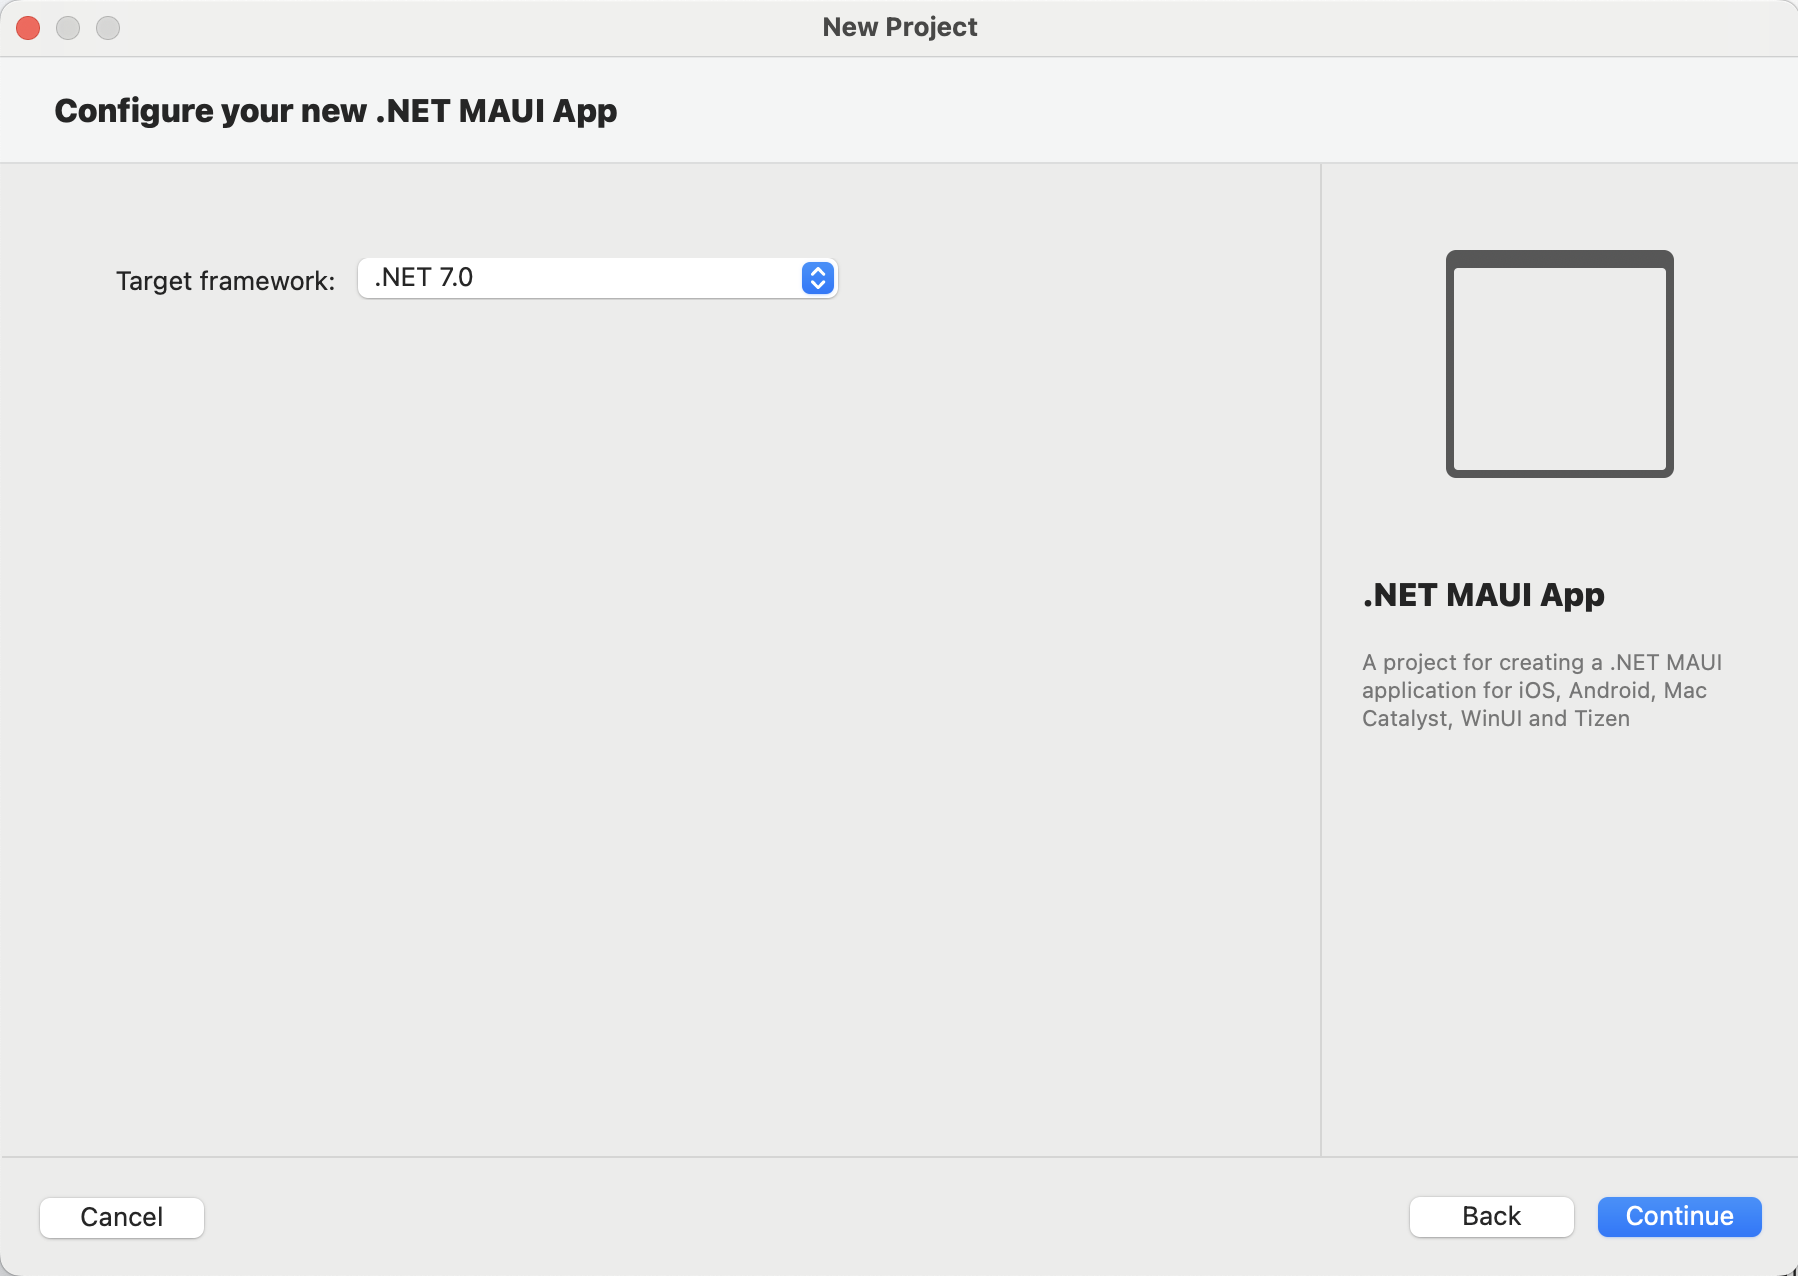 New Project
Configure your new .NET MAUI App
Target framework: .NET 7.0
.NET MAUI App
A project for creating a .NET MAUI
application for iOS, Android, Mac
Catalyst, WinUI and Tizen
Cancel Back Continue